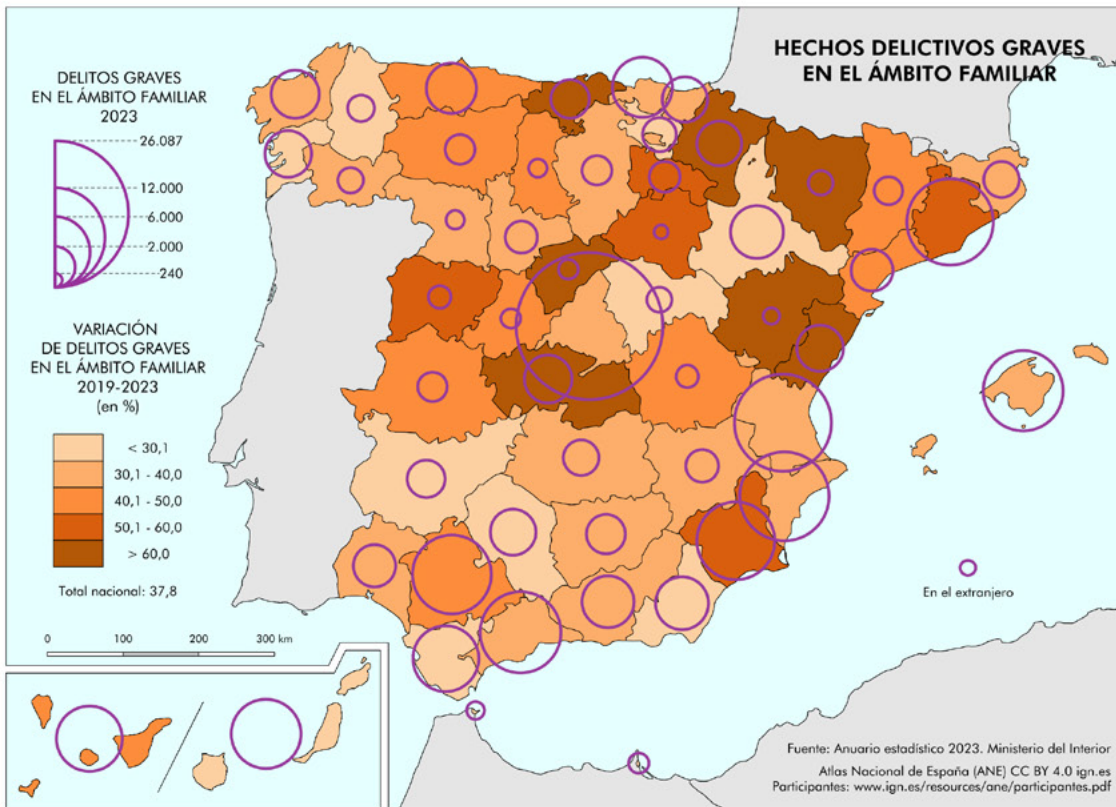 HECHOS DELICTIVOS GRAVES
EN EL ÁMBITO FAMILIAR
DELITOS GRAVES
EN EL ÁMBITO FAMILIAR
2023
26.087
12.000
6.000
2.000
240
VARIACIÓN
DE DELITOS GRAVES
EN EL ÁMBITO FAMILIAR
2019-2023
(en %)
< 30,1
30,1 - 40,0
40,1 - 50,0
50,1 - 60,0
> 60,0
Total nacional: 37,8
0 100 200 300 km
En el extranjero
Fuente: Anuario estadístico 2023. Ministerio del Interior
Atlas Nacional de España (ANE) CC BY 4.0 ign.es
Participantes: www.ign.es/resources/ane/participantes.pdf